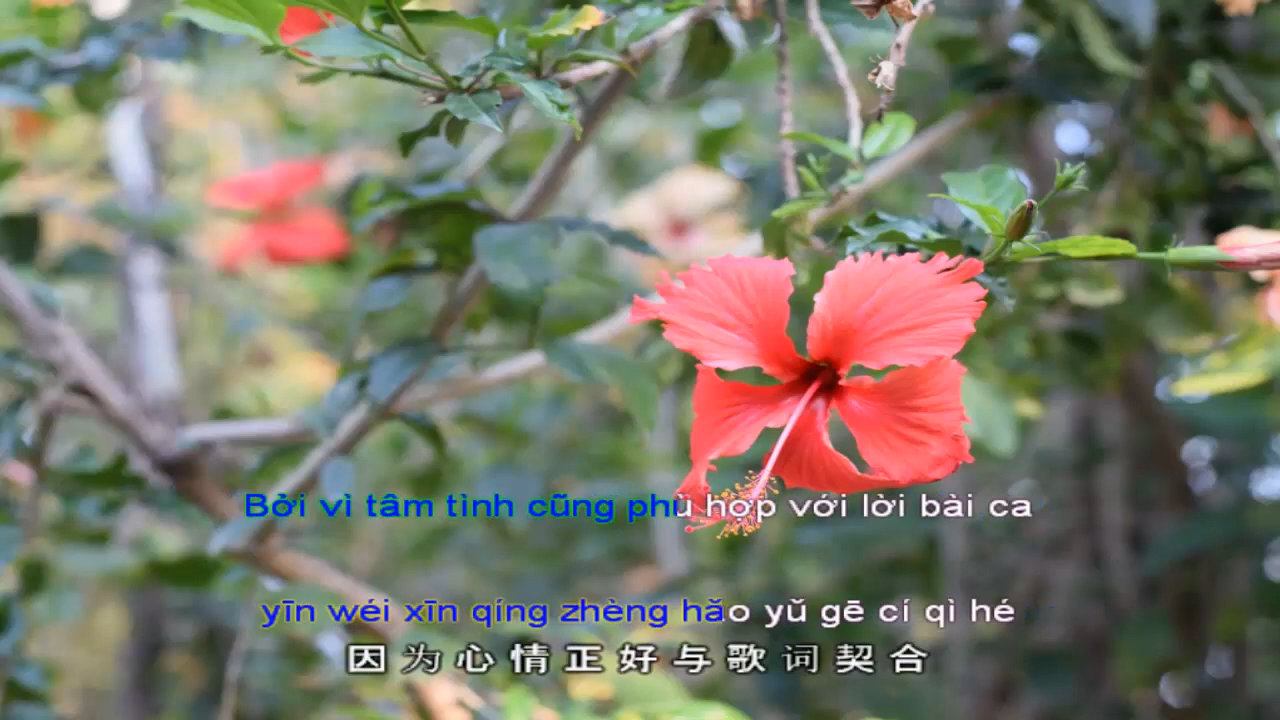 Bởi vì tâm tình cũng phù hợp với lời bài ca
yīn wéi xīn qíng zhèng hǎo yǔ gē cí qì hé
因为心情正好与歌词契合